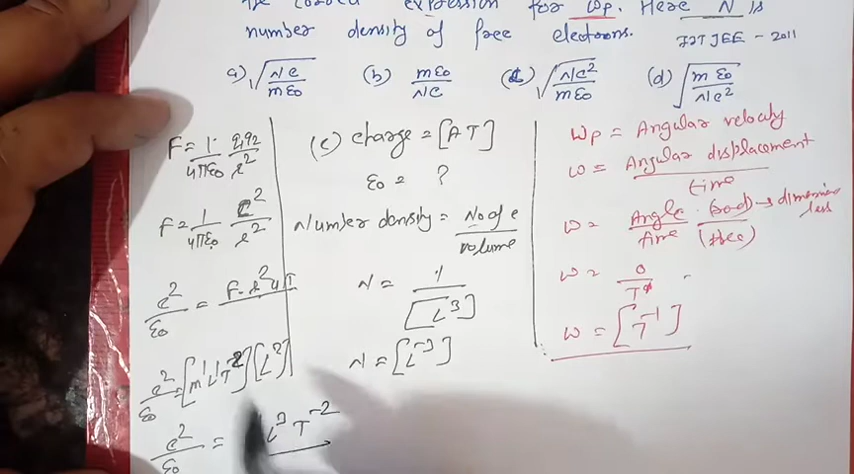 expression for ωp. Here N is
number density of free electrons. IIT JEE - 2011
a) √(Ne/mε0) (b) mε0/Ne (c) √(Ne²/mε0) (d) √(mε0/Ne²)
F = 1/4πε0 q1q2/r²
F = 1/4πε0 e²/r²
e²/ε0 = F·r²4π
e²/ε0 = [m¹L¹T⁻²][L²]
e²/ε0 = L³ T⁻²
(c) charge = [AT]
ε0 = ?
Number density = No of e/volume
N = 1/[L³]
N = [L⁻³]
ωp = Angular velocity
ω = Angular displacement/time
ω = Angle/time (rad)/(sec) → dimension less
ω =
ω = [T⁻¹]